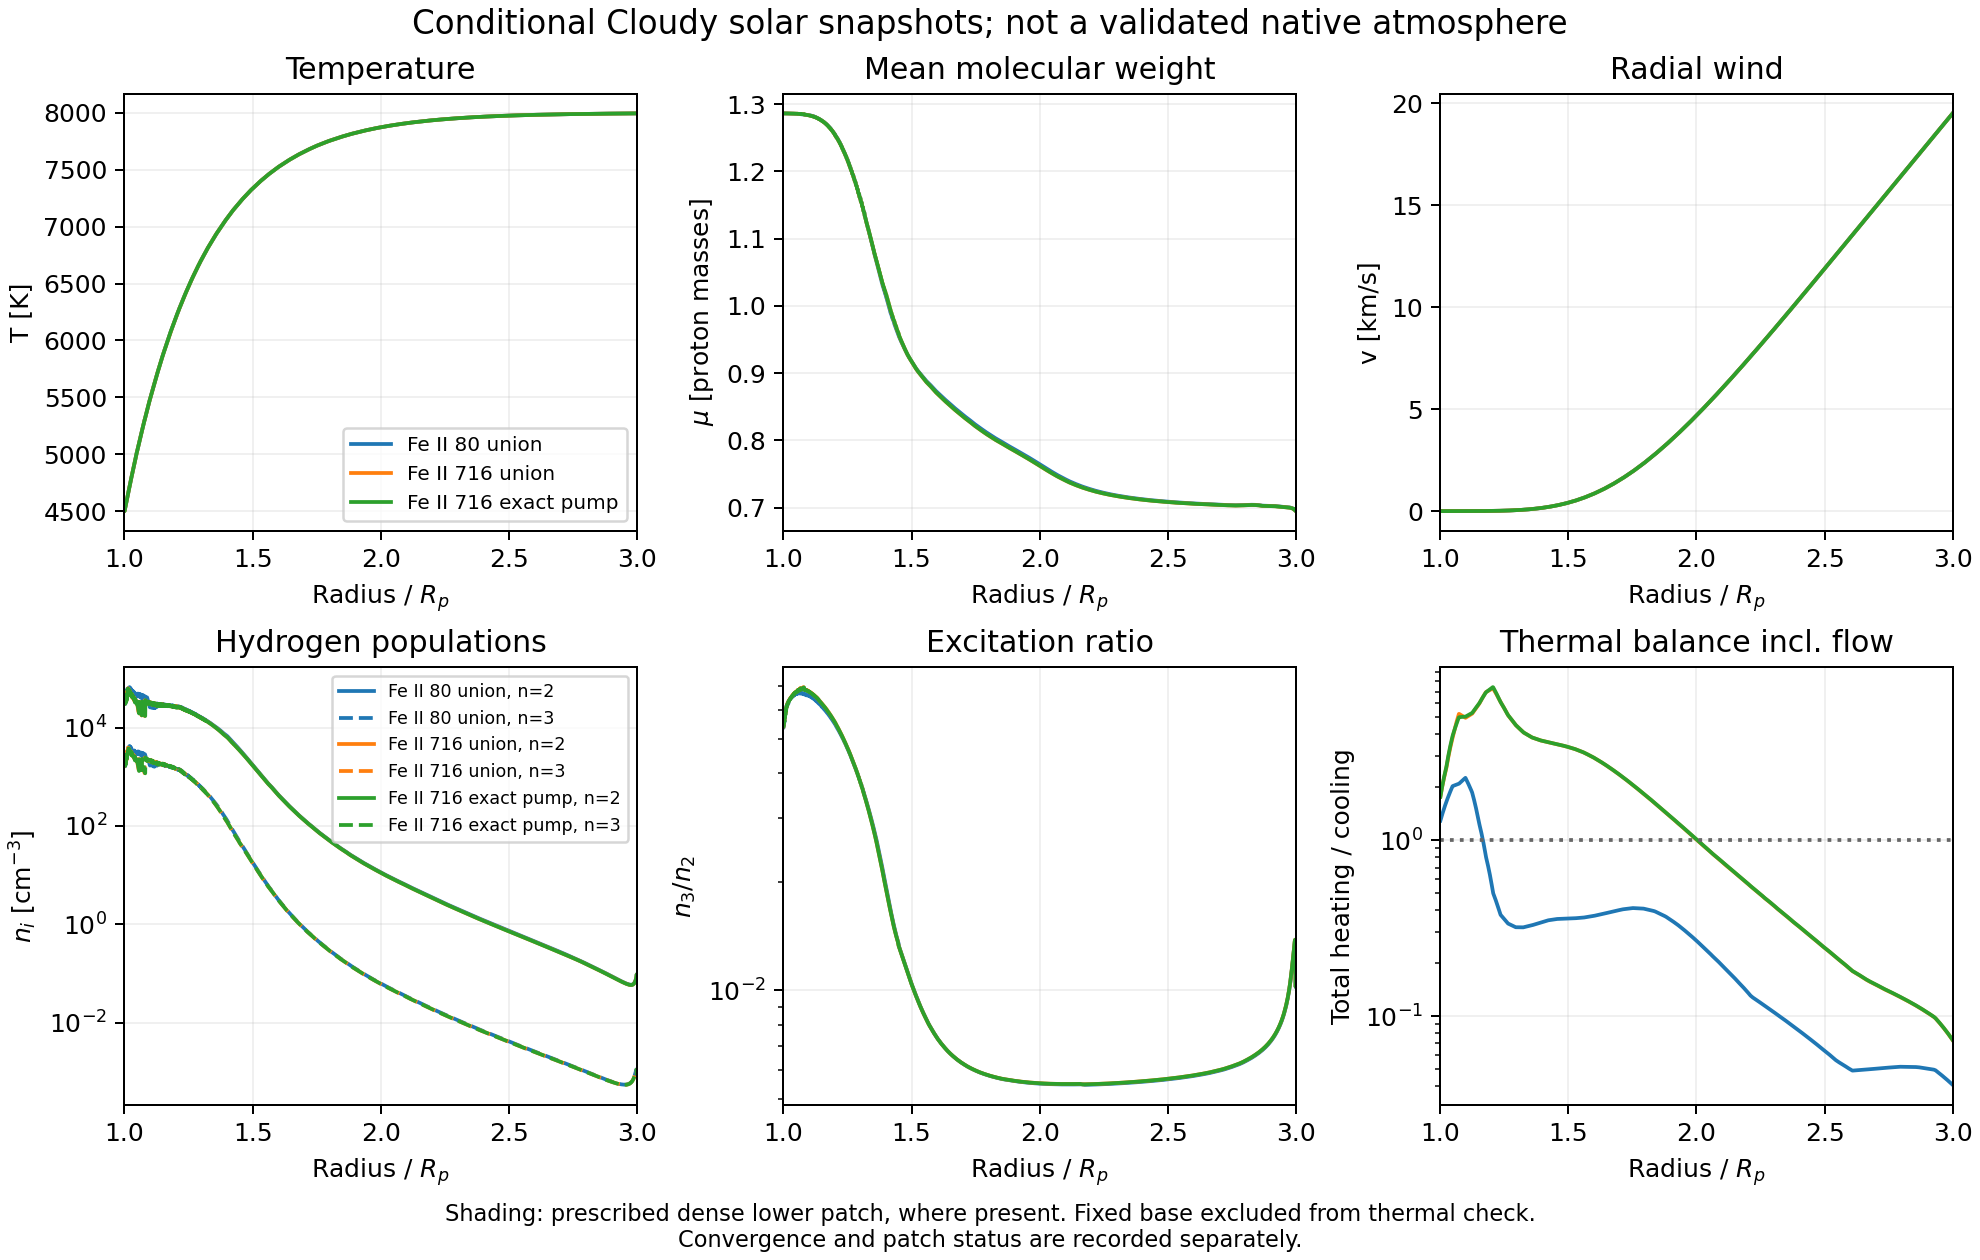 Conditional Cloudy solar snapshots; not a validated native atmosphere
Temperature
T [K]
8000
7500
7000
6500
6000
5500
5000
4500
Fe II 80 union
Fe II 716 union
Fe II 716 exact pump
1.0 1.5 2.0 2.5 3.0
Radius / R_p
Mean molecular weight
μ [proton masses]
1.3
1.2
1.1
1.0
0.9
0.8
0.7
1.0 1.5 2.0 2.5 3.0
Radius / R_p
Radial wind
v [km/s]
20
15
10
5
0
1.0 1.5 2.0 2.5 3.0
Radius / R_p
Hydrogen populations
n_i [cm^{-3}]
10^4
10^2
10^0
10^{-2}
Fe II 80 union, n=2
Fe II 80 union, n=3
Fe II 716 union, n=2
Fe II 716 union, n=3
Fe II 716 exact pump, n=2
Fe II 716 exact pump, n=3
1.0 1.5 2.0 2.5 3.0
Radius / R_p
Excitation ratio
n_3/n_2
10^{-2}
1.0 1.5 2.0 2.5 3.0
Radius / R_p
Thermal balance incl. flow
Total heating / cooling
10^0
10^{-1}
1.0 1.5 2.0 2.5 3.0
Radius / R_p
Shading: prescribed dense lower patch, where present. Fixed base excluded from thermal check.
Convergence and patch status are recorded separately.